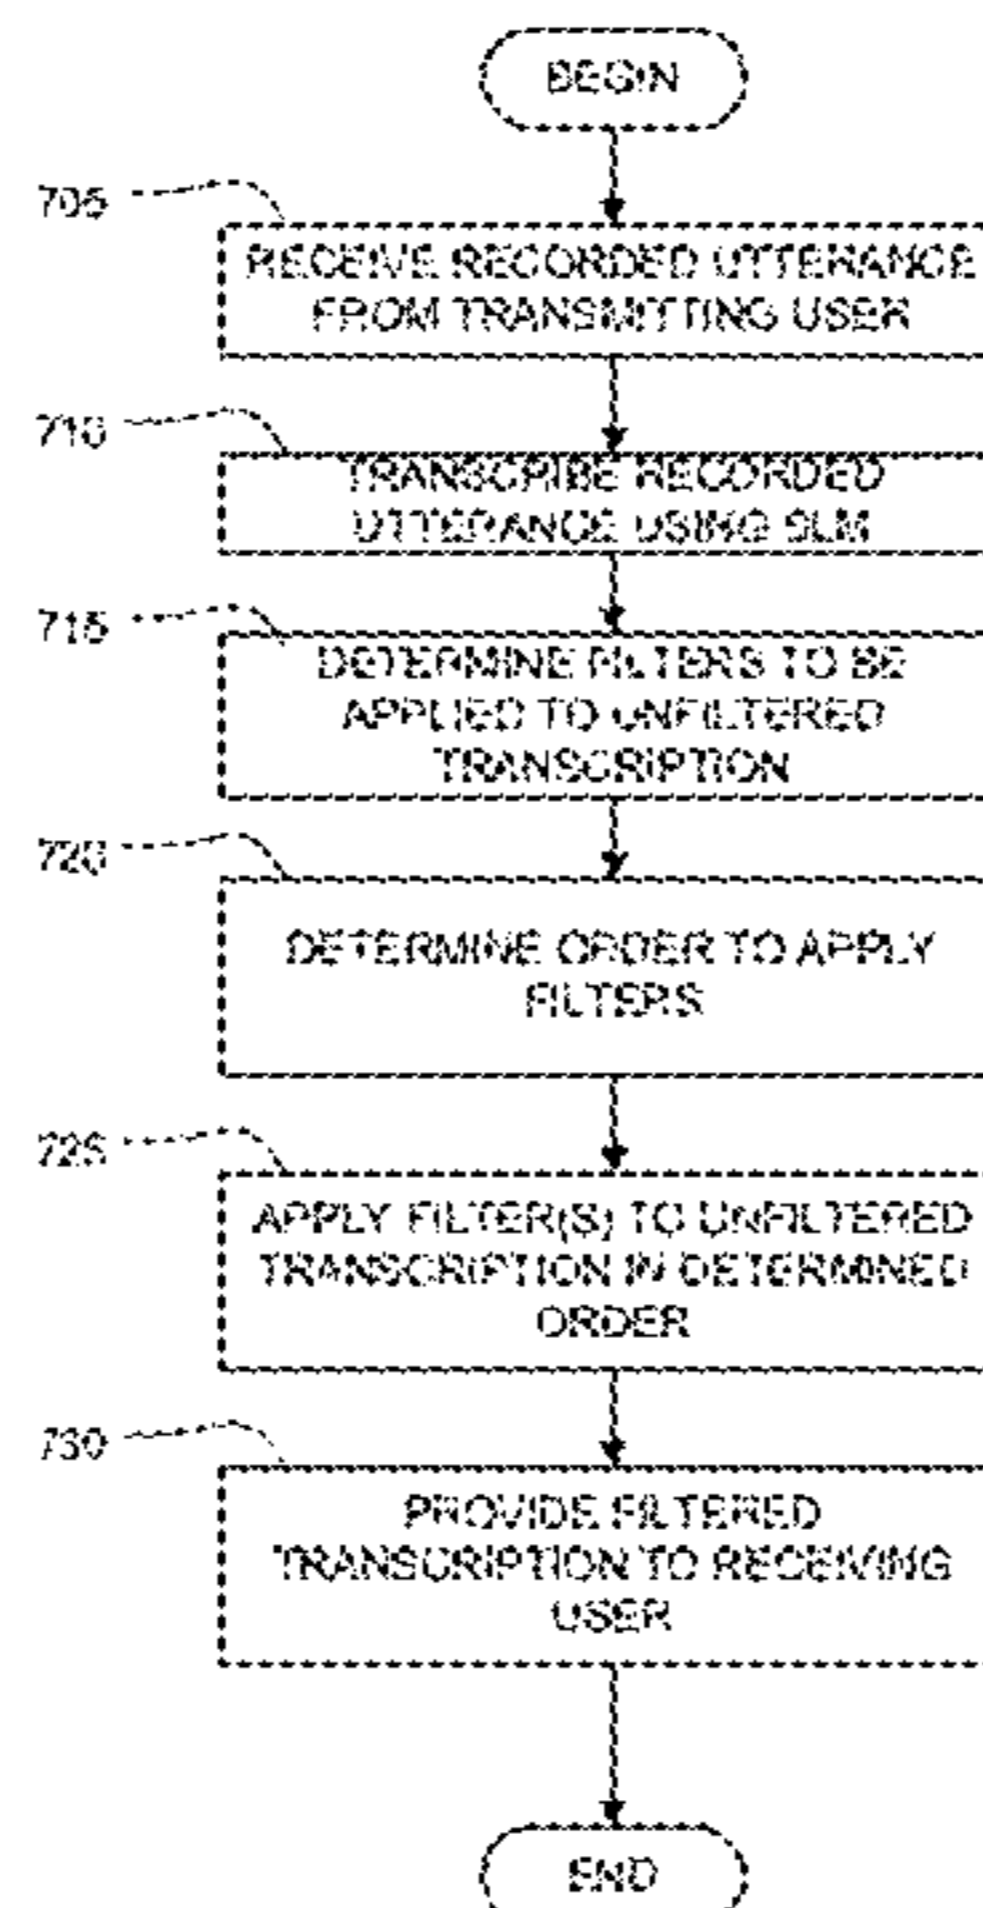 BEGIN
705
RECEIVE RECORDED UTTERANCE
FROM TRANSMITTING USER
710
TRANSCRIBE RECORDED
UTTERANCE USING SLM
715
DETERMINE FILTERS TO BE
APPLIED TO UNFILTERED
TRANSCRIPTION
720
DETERMINE ORDER TO APPLY
FILTERS
725
APPLY FILTER(S) TO UNFILTERED
TRANSCRIPTION IN DETERMINED
ORDER
730
PROVIDE FILTERED
TRANSCRIPTION TO RECEIVING
USER
END